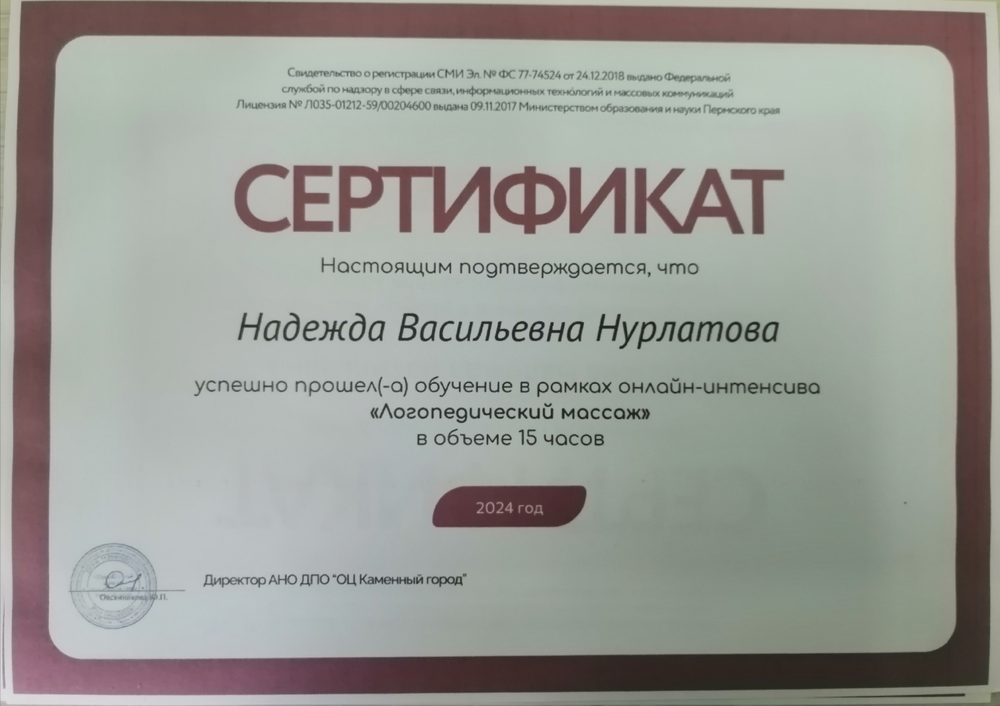 Свидетельство о регистрации СМИ Эл. № ФС 77-74524 от 24.12.2018 выдано Федеральной
службой по надзору в сфере связи, информационных технологий и массовых коммуникаций
Лицензия № Л035-01212-59/00204600 выдана 09.11.2017 Министерством образования и науки Пермского края
СЕРТИФИКАТ
Настоящим подтверждается, что
Надежда Васильевна Нурлатова
успешно прошел(-а) обучение в рамках онлайн-интенсива
«Логопедический массаж»
в объеме 15 часов
2024 год
Директор АНО ДПО "ОЦ Каменный город"
Овсянникова Ю.П.